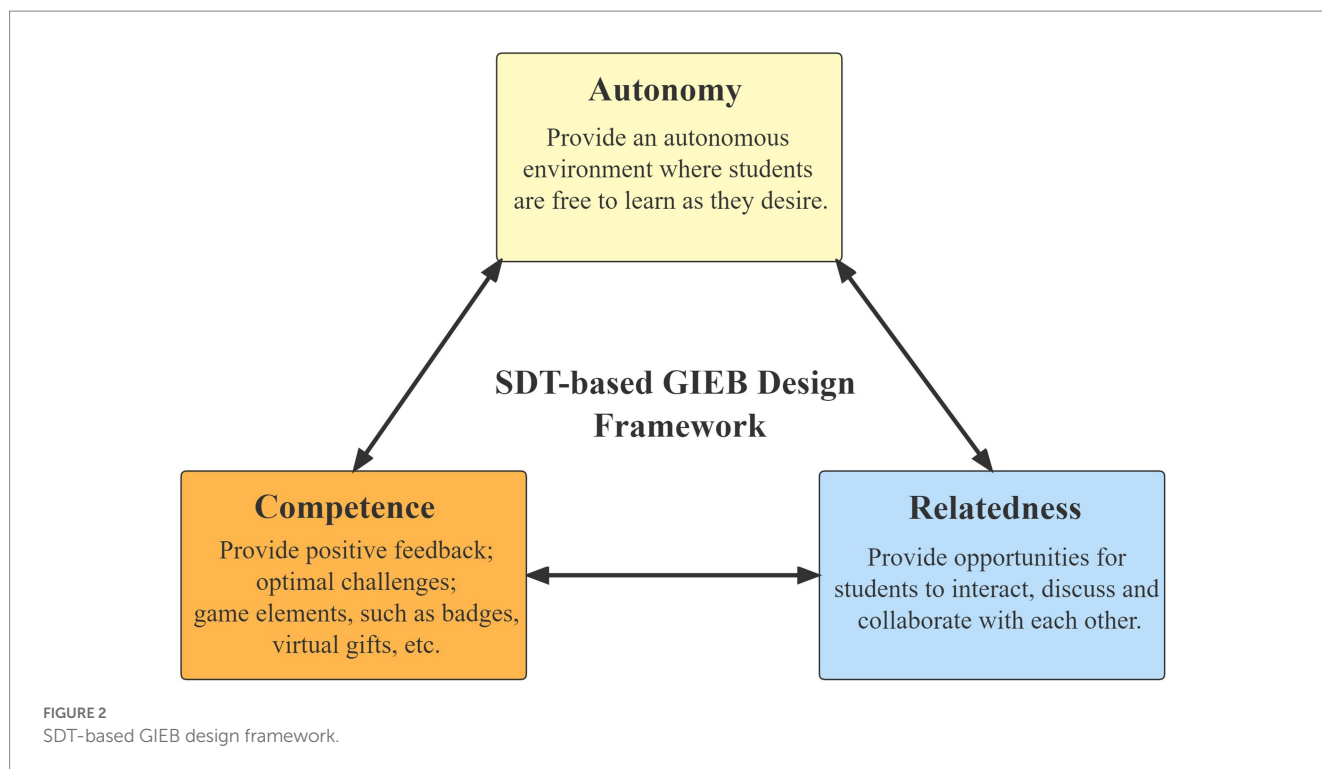 Autonomy
Provide an autonomous
environment where students
are free to learn as they desire.
SDT-based GIEB Design
Framework
Competence
Provide positive feedback;
optimal challenges;
game elements, such as badges,
virtual gifts, etc.
Relatedness
Provide opportunities for
students to interact, discuss and
collaborate with each other.
FIGURE 2
SDT-based GIEB design framework.